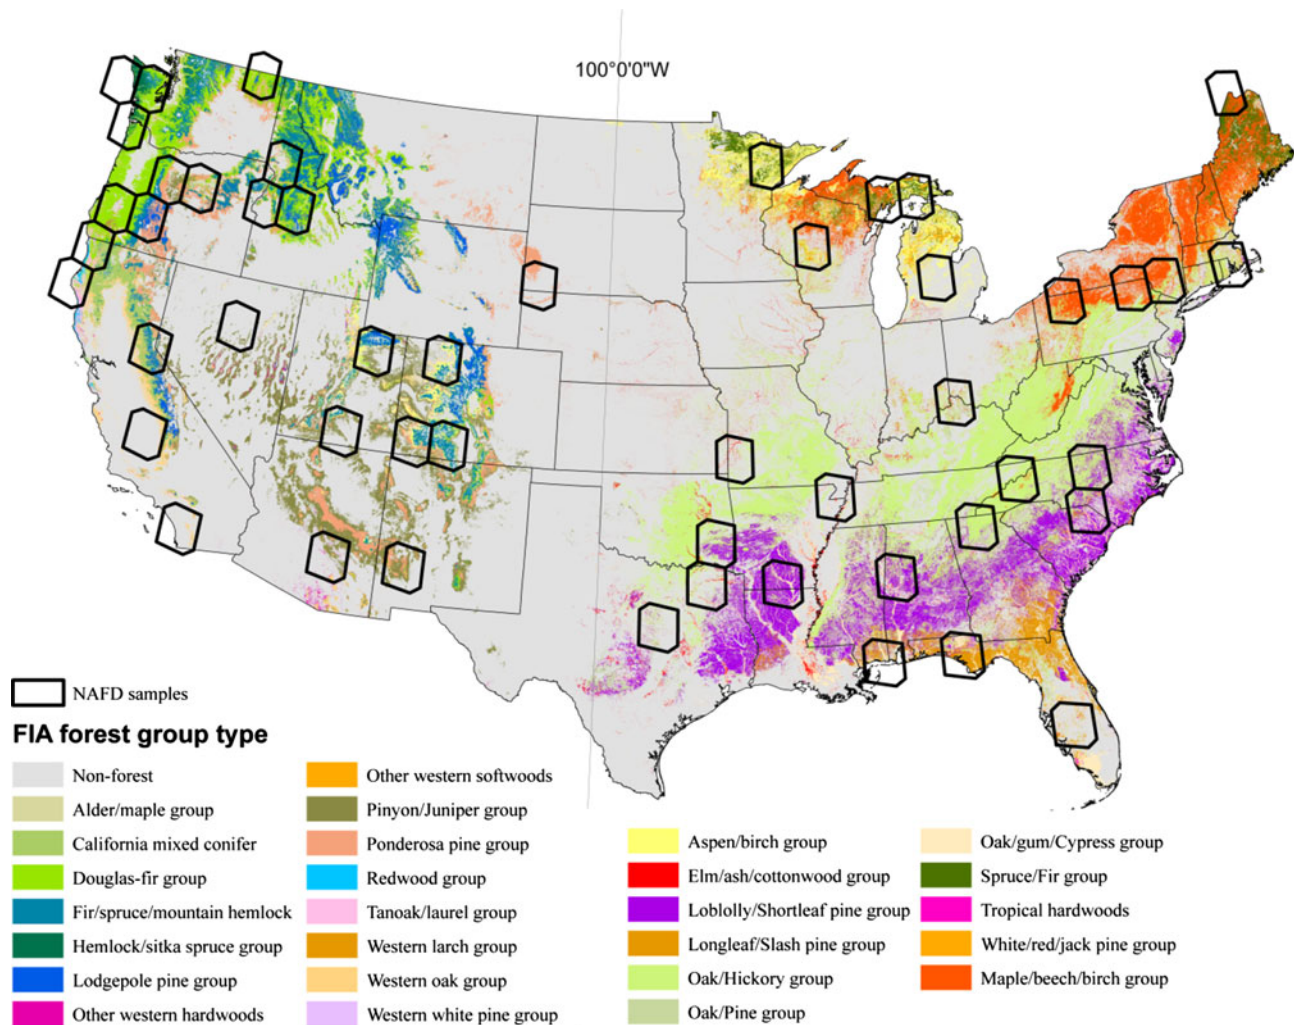 100°0'0"W
NAFD samples
FIA forest group type
Non-forest
Alder/maple group
California mixed conifer
Douglas-fir group
Fir/spruce/mountain hemlock
Hemlock/sitka spruce group
Lodgepole pine group
Other western hardwoods
Other western softwoods
Pinyon/Juniper group
Ponderosa pine group
Redwood group
Tanoak/laurel group
Western larch group
Western oak group
Western white pine group
Aspen/birch group
Elm/ash/cottonwood group
Loblolly/Shortleaf pine group
Longleaf/Slash pine group
Oak/Hickory group
Oak/Pine group
Oak/gum/Cypress group
Spruce/Fir group
Tropical hardwoods
White/red/jack pine group
Maple/beech/birch group